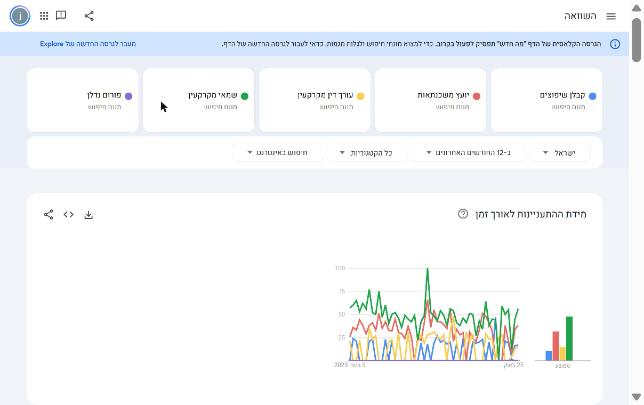 השוואה
הגרסה הקלאסית של הדף "מה חדש" תפסיק לפעול בקרוב. כדי למצוא מונחי חיפוש ולגלות מגמות, כדאי לעבור לגרסה החדשה של הדף.
מעבר לגרסה החדשה של Explore
קבלן שיפוצים
מונח חיפוש
יועץ משכנתאות
מונח חיפוש
עורך דין מקרקעין
מונח חיפוש
שמאי מקרקעין
מונח חיפוש
פורום נדלן
מונח חיפוש
ישראל
ב-12 החודשים האחרונים
כל הקטגוריות
חיפוש באינטרנט
מידת ההתעניינות לאורך זמן
100
75
50
25
ממוצע